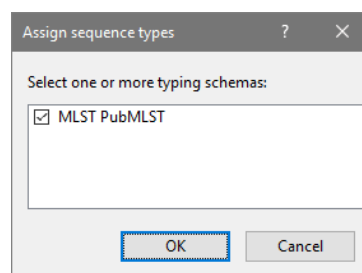 Assign sequence types ? ×
Select one or more typing schemas:
MLST PubMLST
OK Cancel